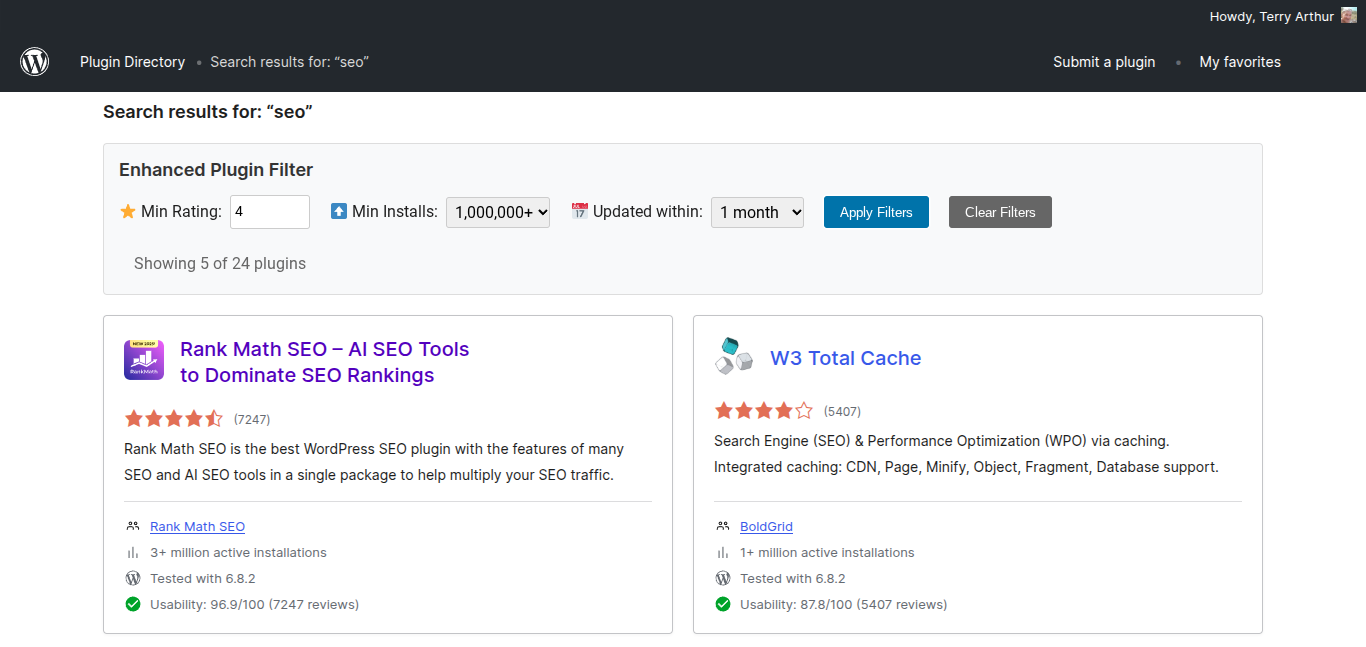 Howdy, Terry Arthur
Plugin Directory • Search results for: “seo”
Submit a plugin • My favorites
Search results for: “seo”
Enhanced Plugin Filter
Min Rating: 4 Min Installs: 1,000,000+ 17 Updated within: 1 month Apply Filters Clear Filters
Showing 5 of 24 plugins
NEW 2025!
RankMath
Rank Math SEO – AI SEO Tools
to Dominate SEO Rankings
(7247)
Rank Math SEO is the best WordPress SEO plugin with the features of many
SEO and AI SEO tools in a single package to help multiply your SEO traffic.
Rank Math SEO
3+ million active installations
Tested with 6.8.2
Usability: 96.9/100 (7247 reviews)
W3 Total Cache
(5407)
Search Engine (SEO) & Performance Optimization (WPO) via caching.
Integrated caching: CDN, Page, Minify, Object, Fragment, Database support.
BoldGrid
1+ million active installations
Tested with 6.8.2
Usability: 87.8/100 (5407 reviews)